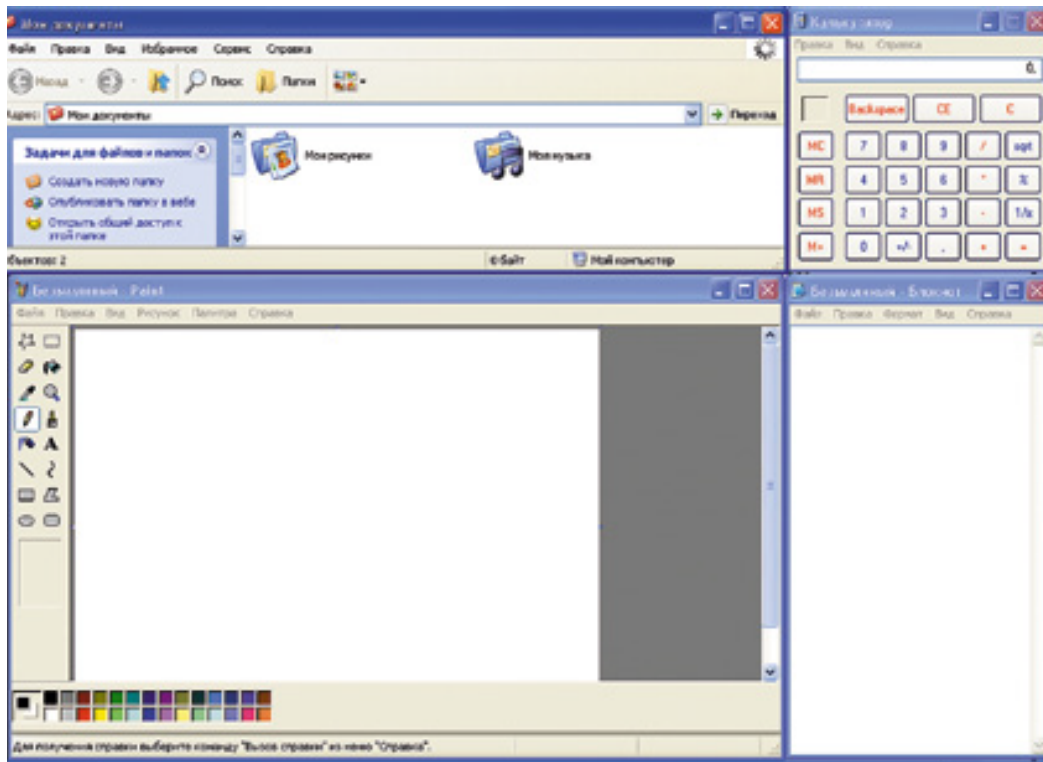 Мои документы
Файл Правка Вид Избранное Сервис Справка
Назад Поиск Папки
Адрес: Мои документы Переход
Задачи для файлов и папок
Создать новую папку
Опубликовать папку в вебе
Открыть общий доступ к
этой папке
Мои рисунки Моя музыка
Объектов: 2 0 байт Мой компьютер
Калькулятор
Правка Вид Справка
0.
Backspace CE C
MC 7 8 9 / sqrt
MR 4 5 6 * %
MS 1 2 3 - 1/x
M+ 0 +/- . + =
Безымянный - Paint
Файл Правка Вид Рисунок Палитра Справка
A
Для получения справки выберите команду "Вызов справки" из меню "Справка".
Безымянный - Блокнот
Файл Правка Формат Вид Справка